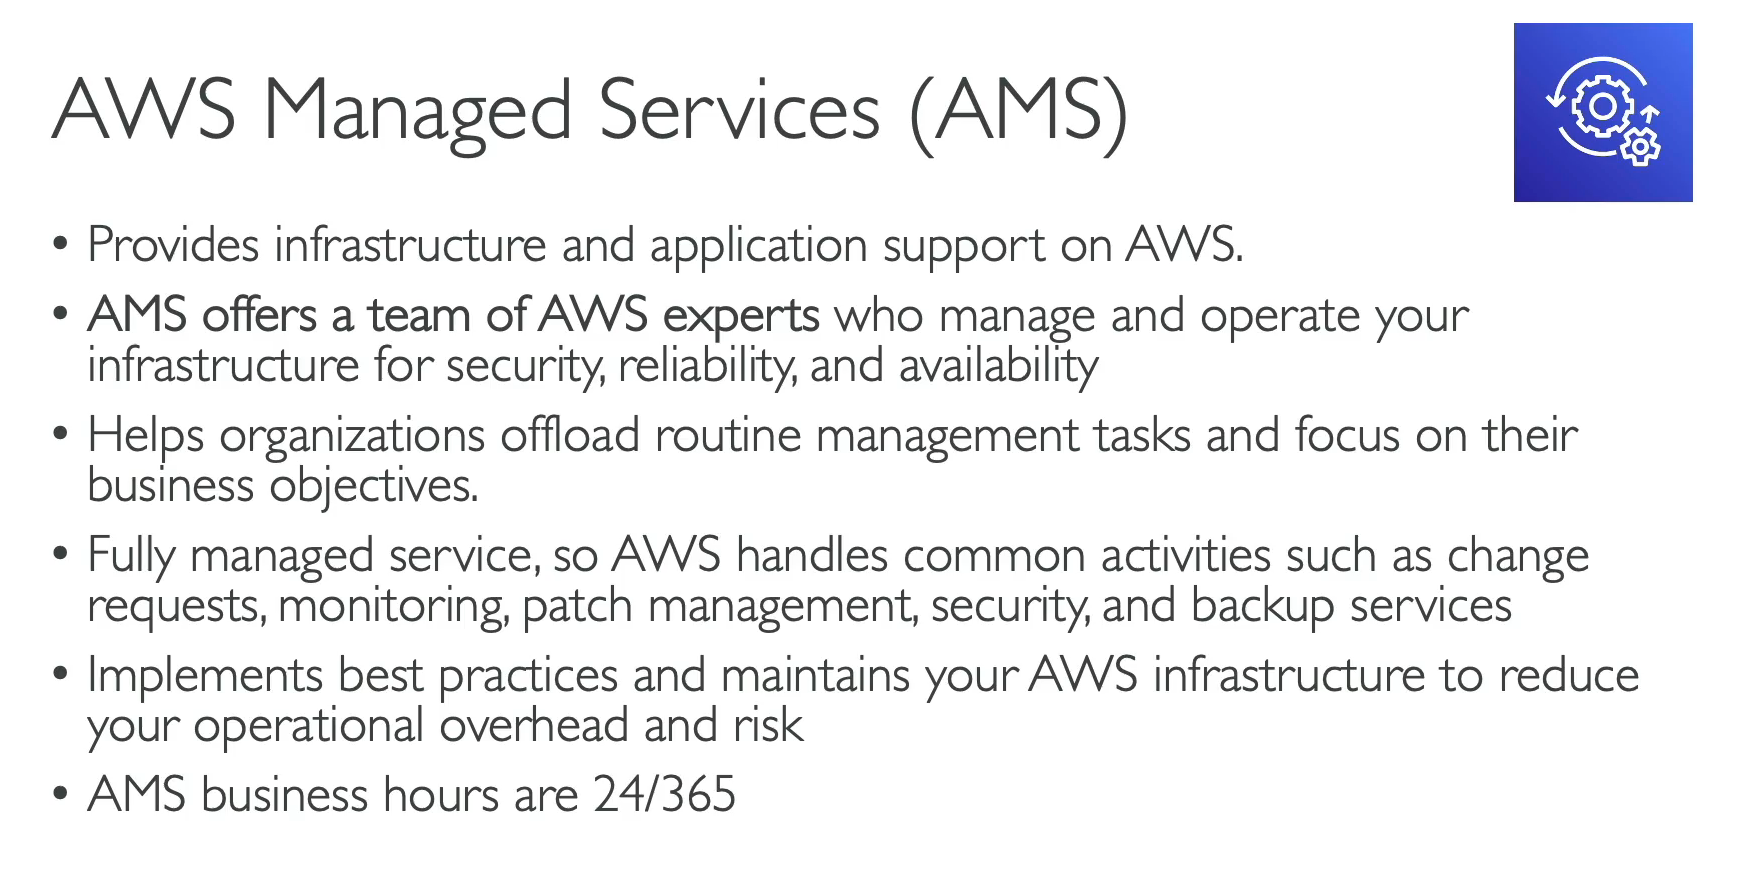 AWS Managed Services (AMS)
• Provides infrastructure and application support on AWS.
• AMS offers a team of AWS experts who manage and operate your
infrastructure for security, reliability, and availability
• Helps organizations offload routine management tasks and focus on their
business objectives.
• Fully managed service, so AWS handles common activities such as change
requests, monitoring, patch management, security, and backup services
• Implements best practices and maintains your AWS infrastructure to reduce
your operational overhead and risk
• AMS business hours are 24/365